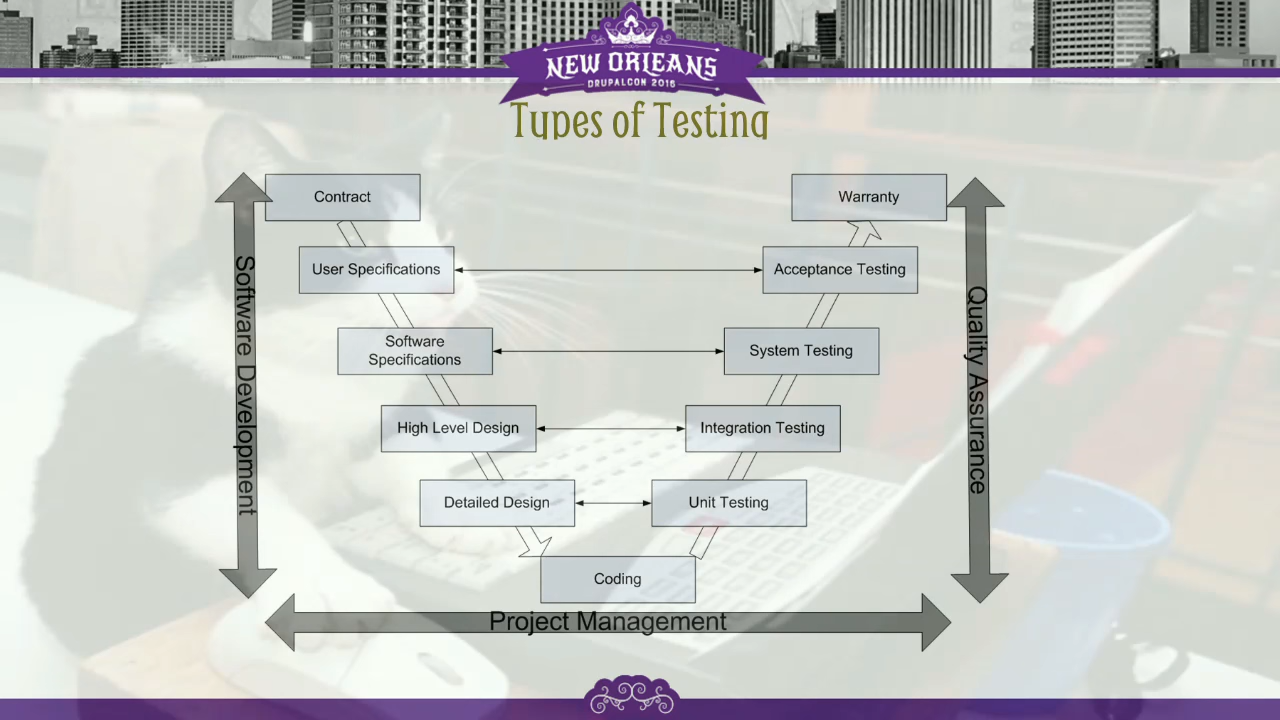 NEW ORLEANS
DRUPALCON 2016
Types of Testing
Contract
Warranty
User Specifications
Acceptance Testing
Software
Specifications
System Testing
High Level Design
Integration Testing
Detailed Design
Unit Testing
Coding
Software Development
Quality Assurance
Project Management